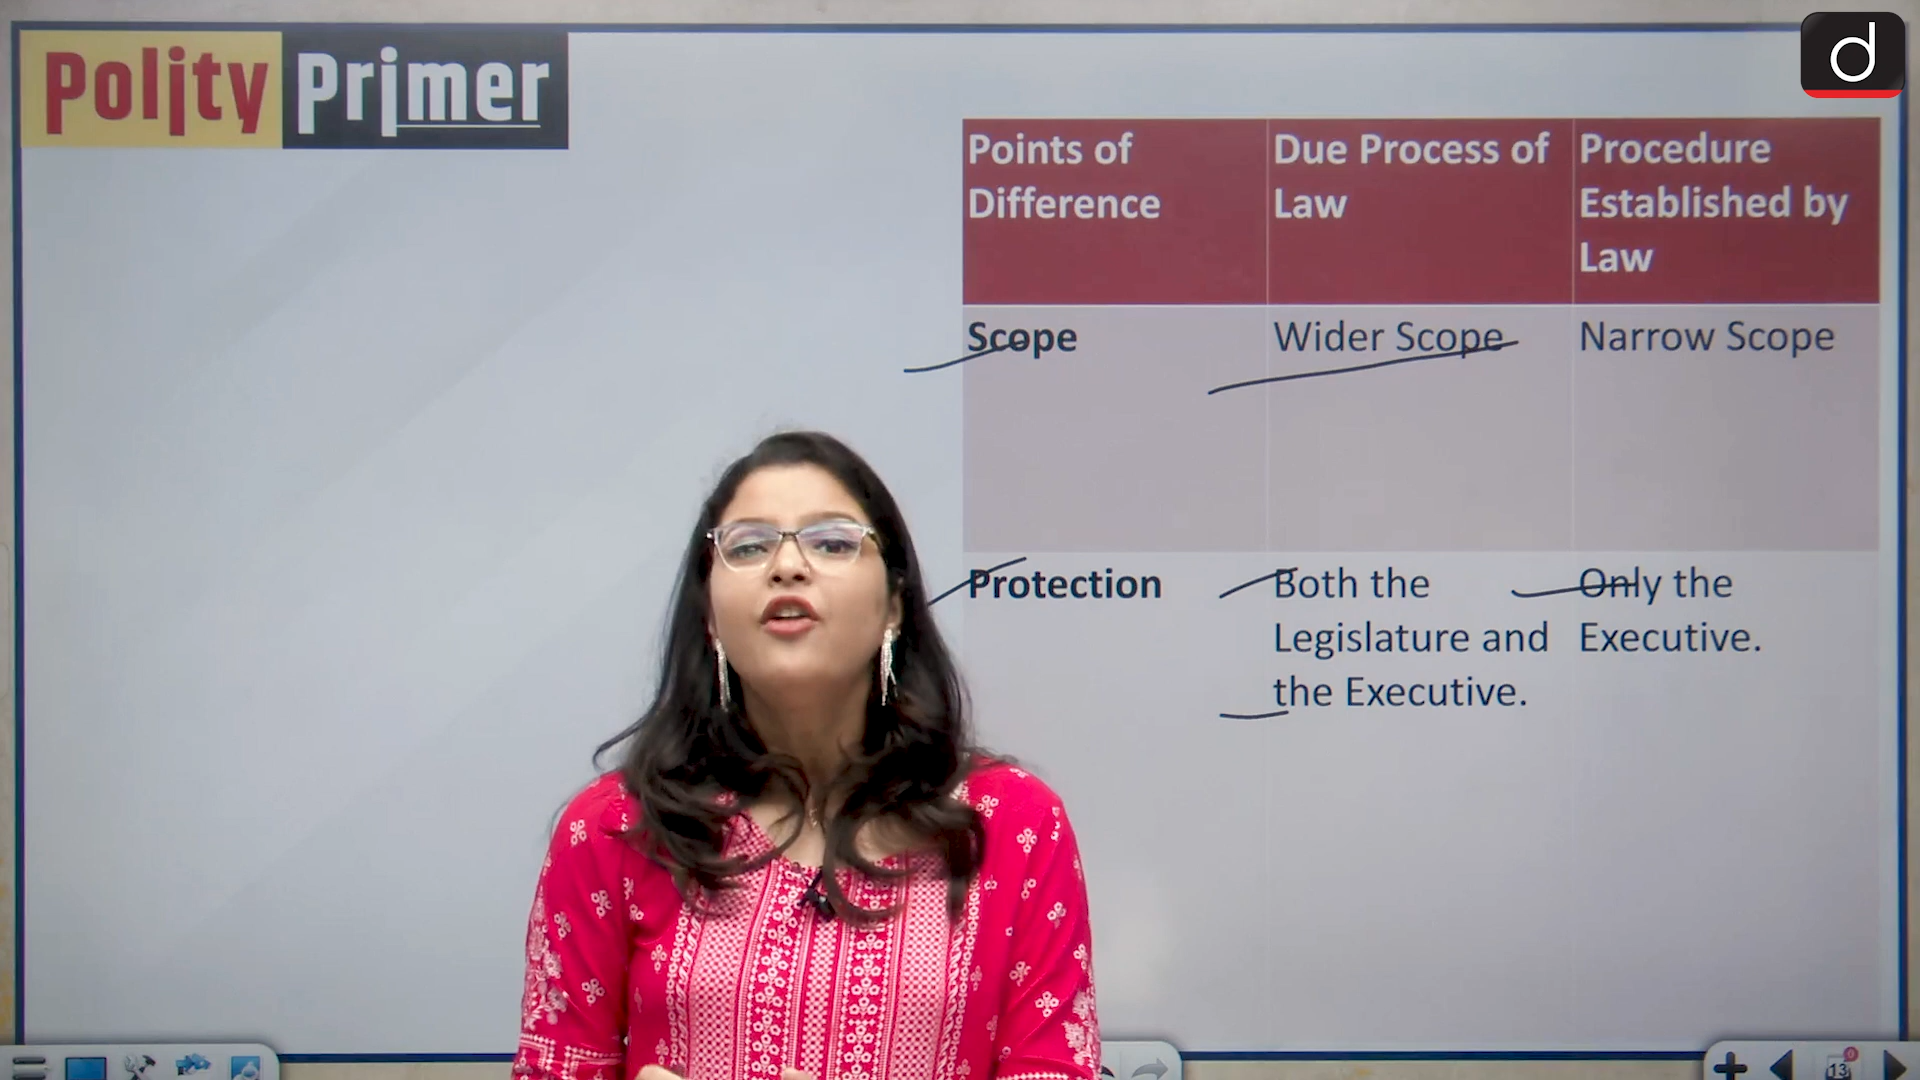 Polity Primer
d
Points of
Difference
Due Process of
Law
Procedure
Established by
Law
Scope
Wider Scope
Narrow Scope
Protection
Both the
Legislature and
the Executive.
Only the
Executive.
13